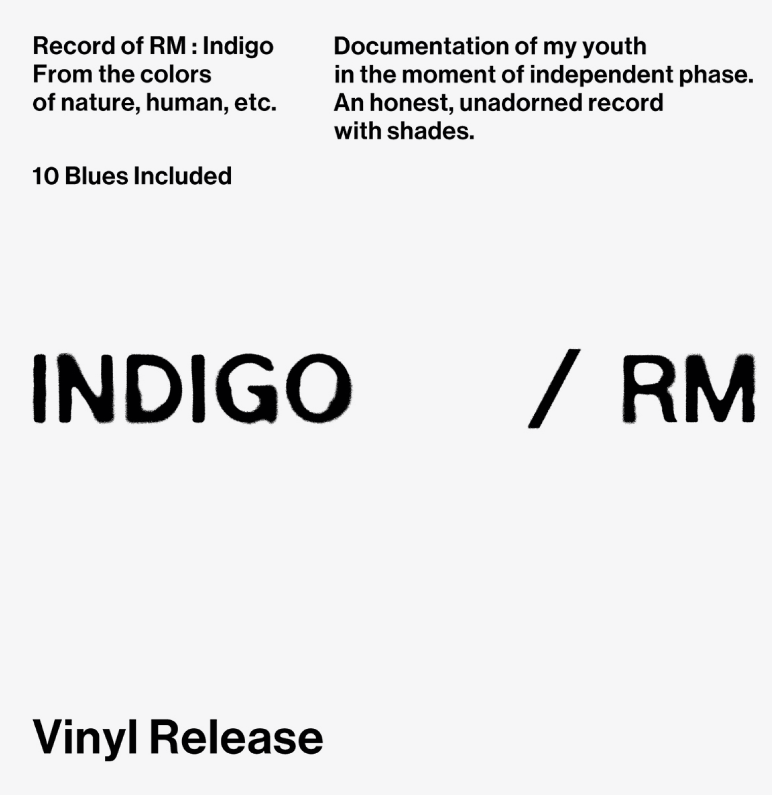 Record of RM : Indigo
From the colors
of nature, human, etc.
10 Blues Included
Documentation of my youth
in the moment of independent phase.
An honest, unadorned record
with shades.
INDIGO / RM
Vinyl Release